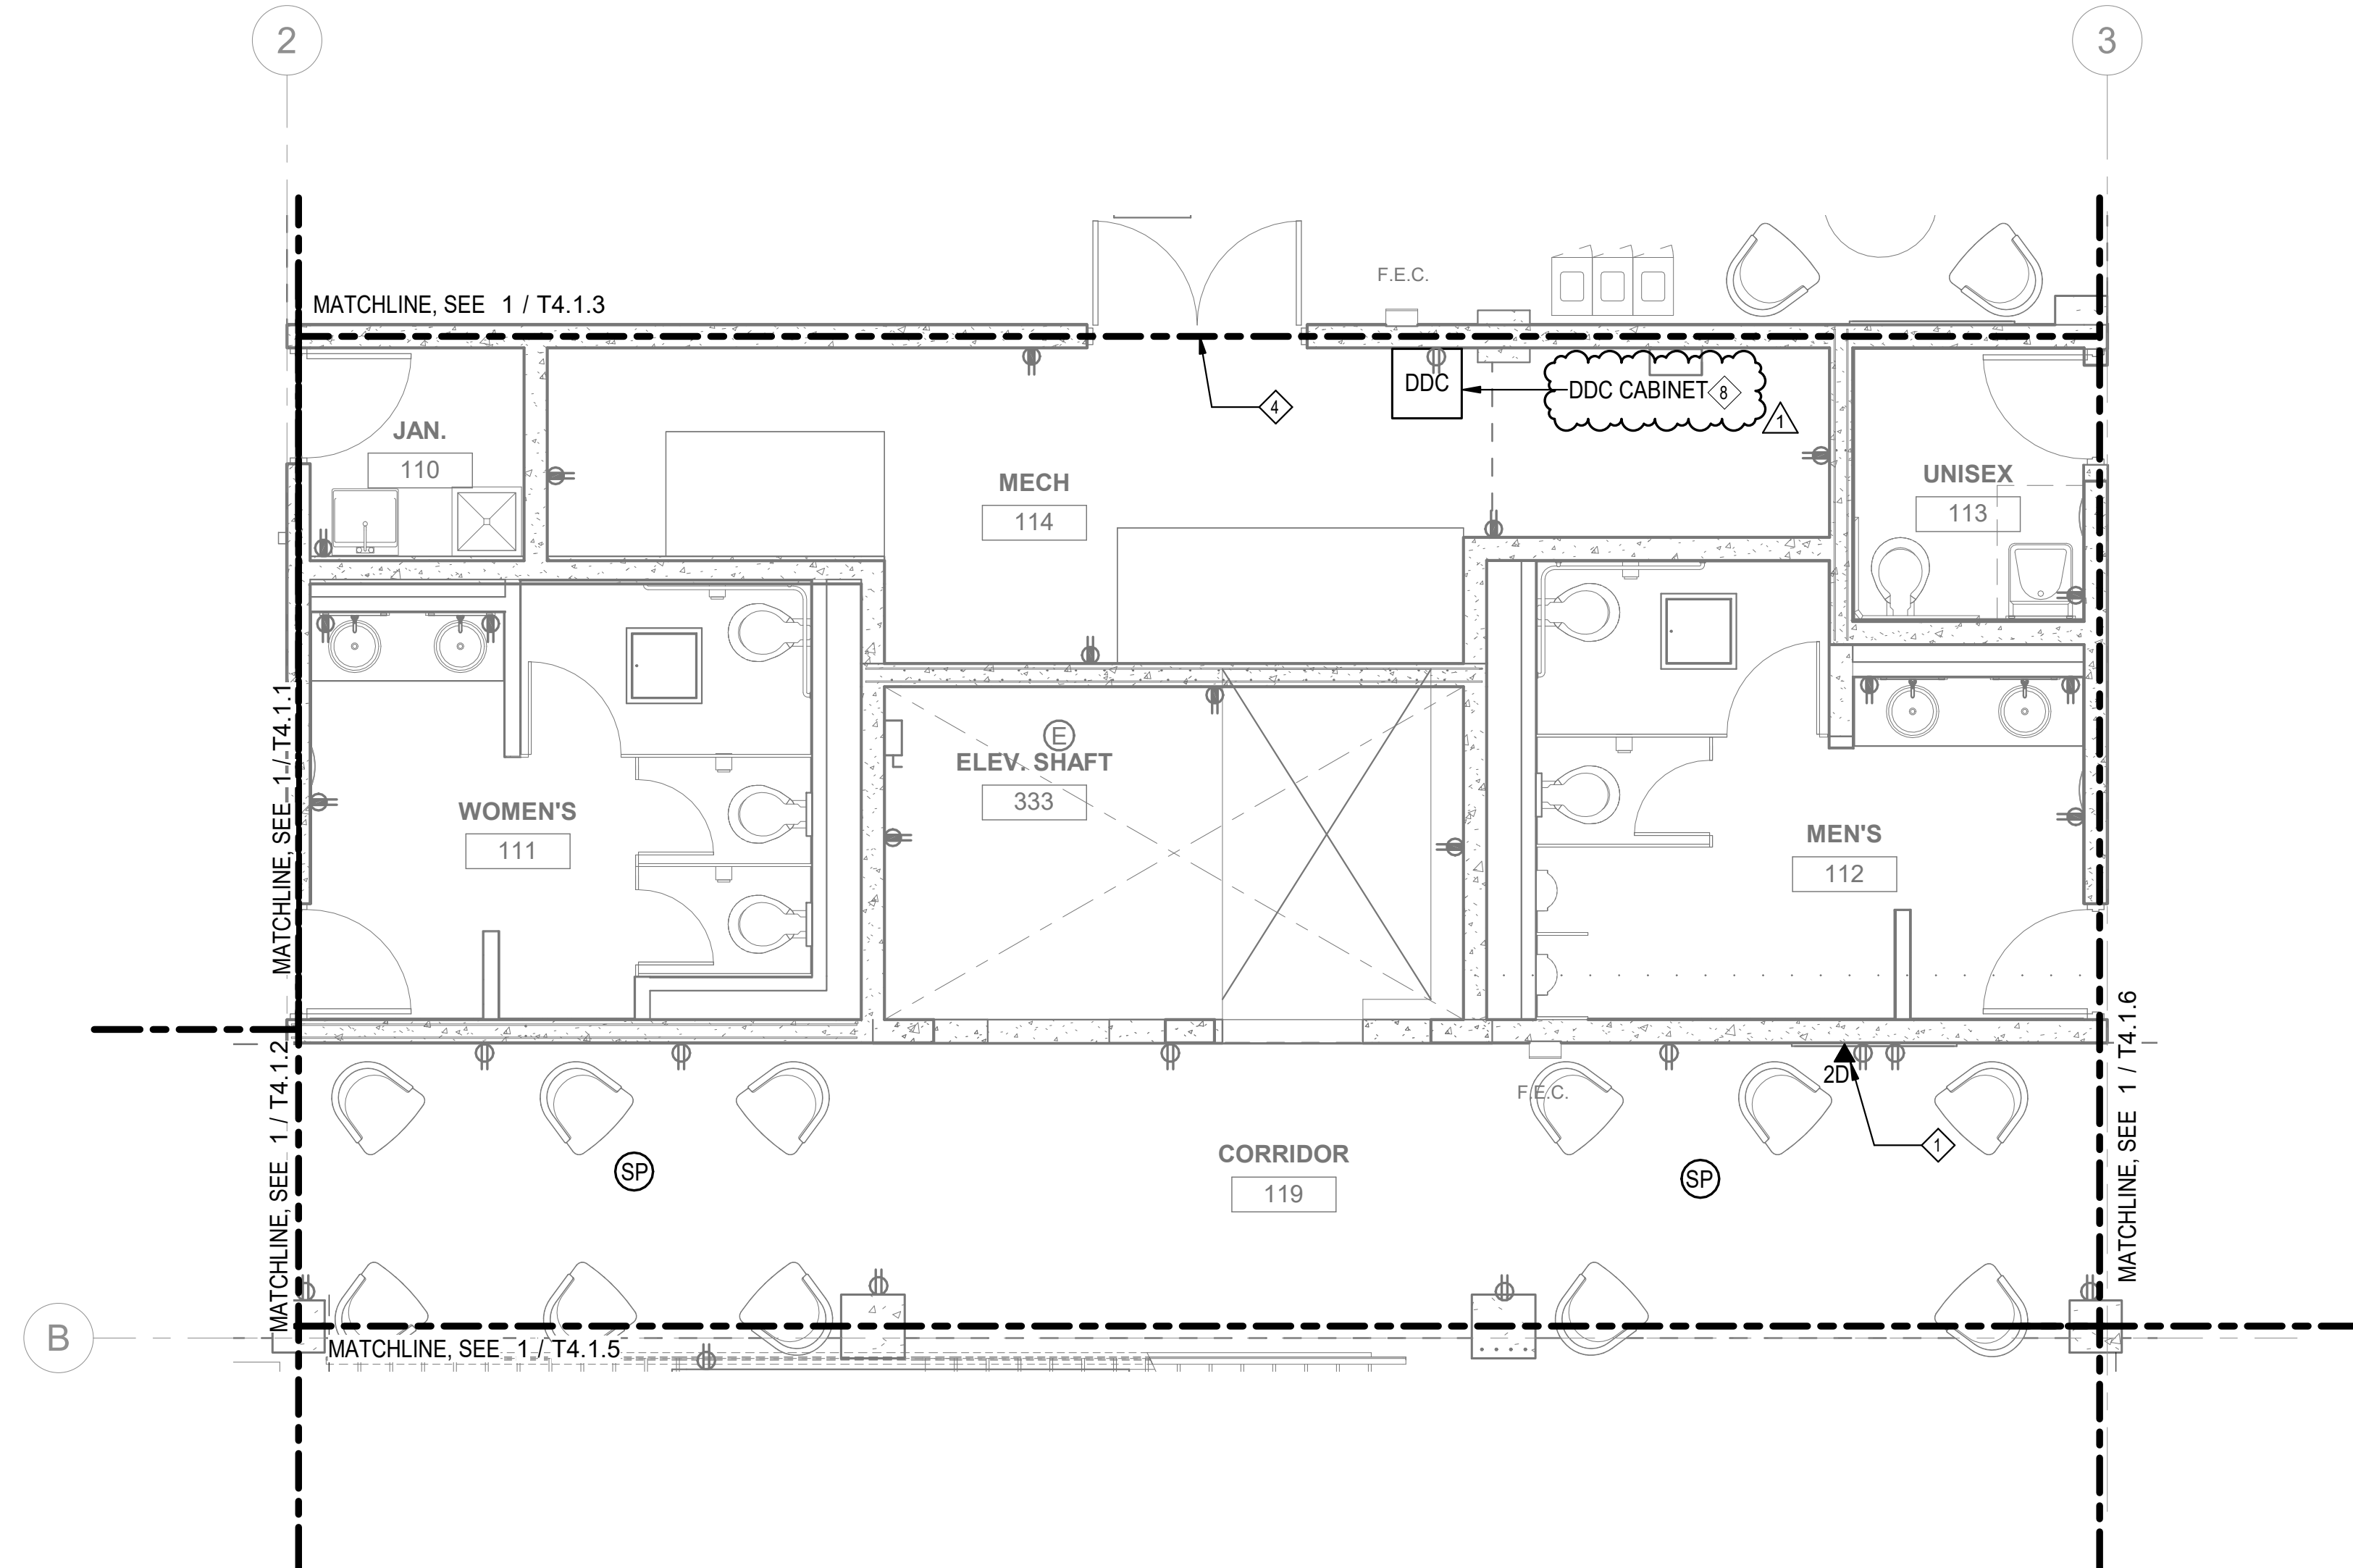 2
3
F.E.C.
MATCHLINE, SEE 1 / T4.1.3
DDC
DDC CABINET 8
1
4
JAN.
110
MECH
114
UNISEX
113
MATCHLINE, SEE 1 / T4.1.1
E
ELEV. SHAFT
333
WOMEN'S
111
MEN'S
112
MATCHLINE, SEE 1 / T4.1.2
MATCHLINE, SEE 1 / T4.1.6
2D
F.E.C.
1
CORRIDOR
119
SP
SP
B
MATCHLINE, SEE 1 / T4.1.5